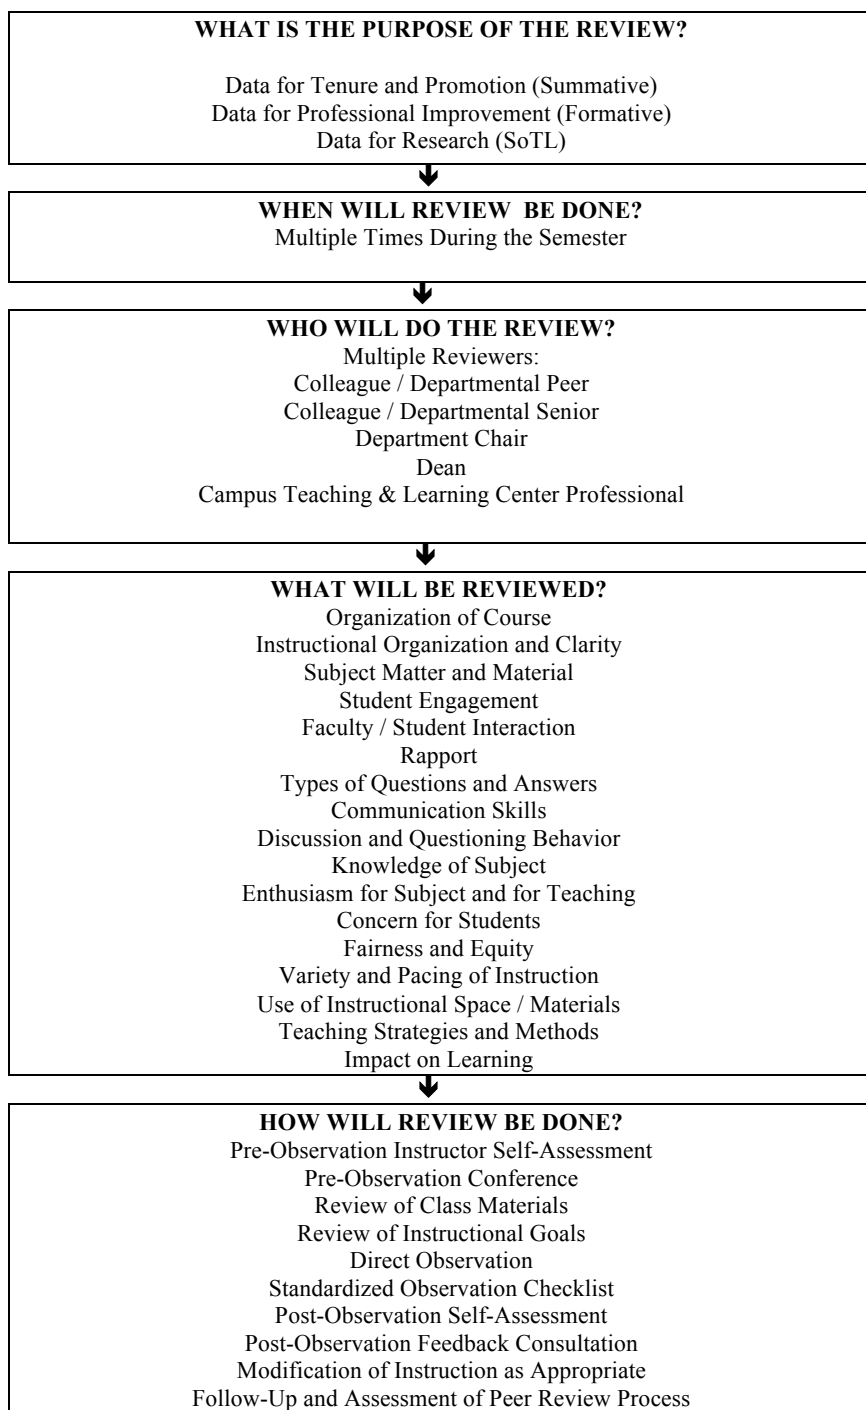 WHAT IS THE PURPOSE OF THE REVIEW?
Data for Tenure and Promotion (Summative)
Data for Professional Improvement (Formative)
Data for Research (SoTL)
WHEN WILL REVIEW BE DONE?
Multiple Times During the Semester
WHO WILL DO THE REVIEW?
Multiple Reviewers:
Colleague / Departmental Peer
Colleague / Departmental Senior
Department Chair
Dean
Campus Teaching & Learning Center Professional
WHAT WILL BE REVIEWED?
Organization of Course
Instructional Organization and Clarity
Subject Matter and Material
Student Engagement
Faculty / Student Interaction
Rapport
Types of Questions and Answers
Communication Skills
Discussion and Questioning Behavior
Knowledge of Subject
Enthusiasm for Subject and for Teaching
Concern for Students
Fairness and Equity
Variety and Pacing of Instruction
Use of Instructional Space / Materials
Teaching Strategies and Methods
Impact on Learning
HOW WILL REVIEW BE DONE?
Pre-Observation Instructor Self-Assessment
Pre-Observation Conference
Review of Class Materials
Review of Instructional Goals
Direct Observation
Standardized Observation Checklist
Post-Observation Self-Assessment
Post-Observation Feedback Consultation
Modification of Instruction as Appropriate
Follow-Up and Assessment of Peer Review Process